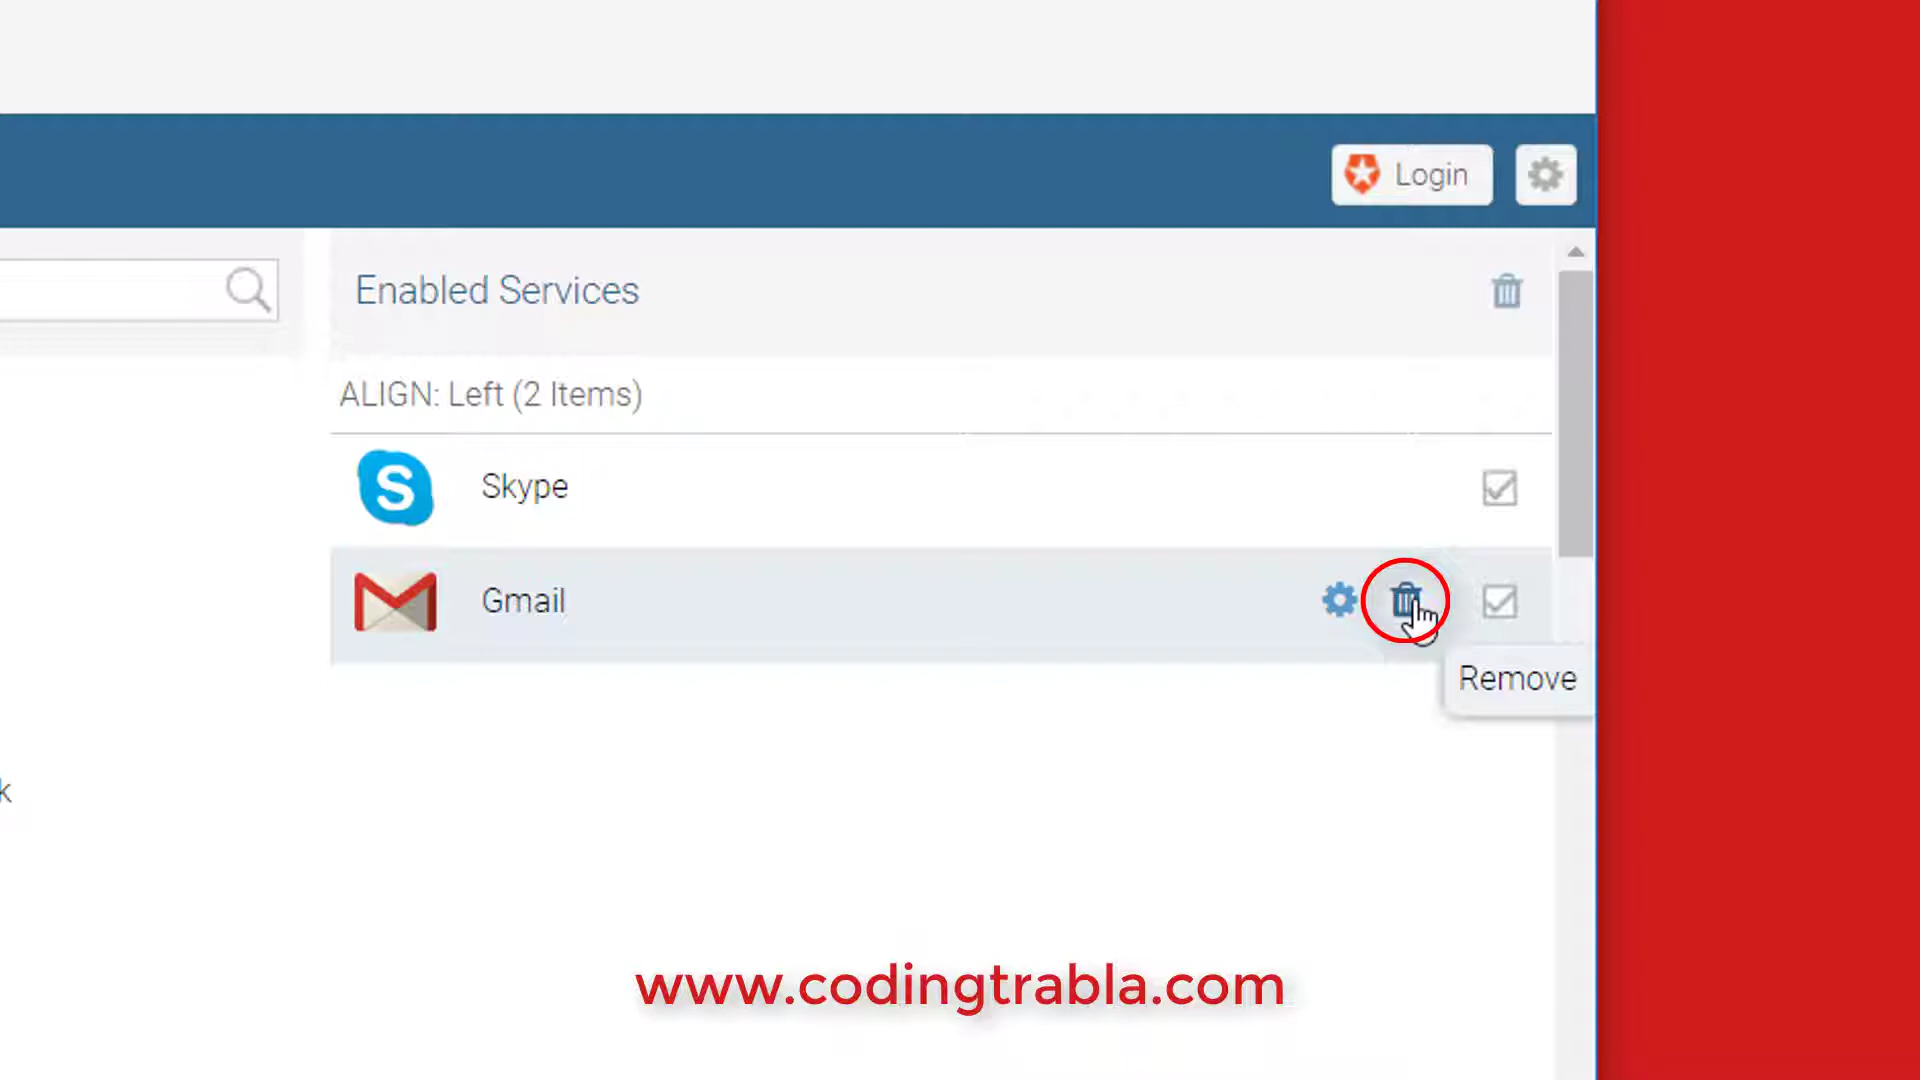 Login
Enabled Services
ALIGN: Left (2 Items)
S
Skype
Gmail
Remove
k
www.codingtrabla.com